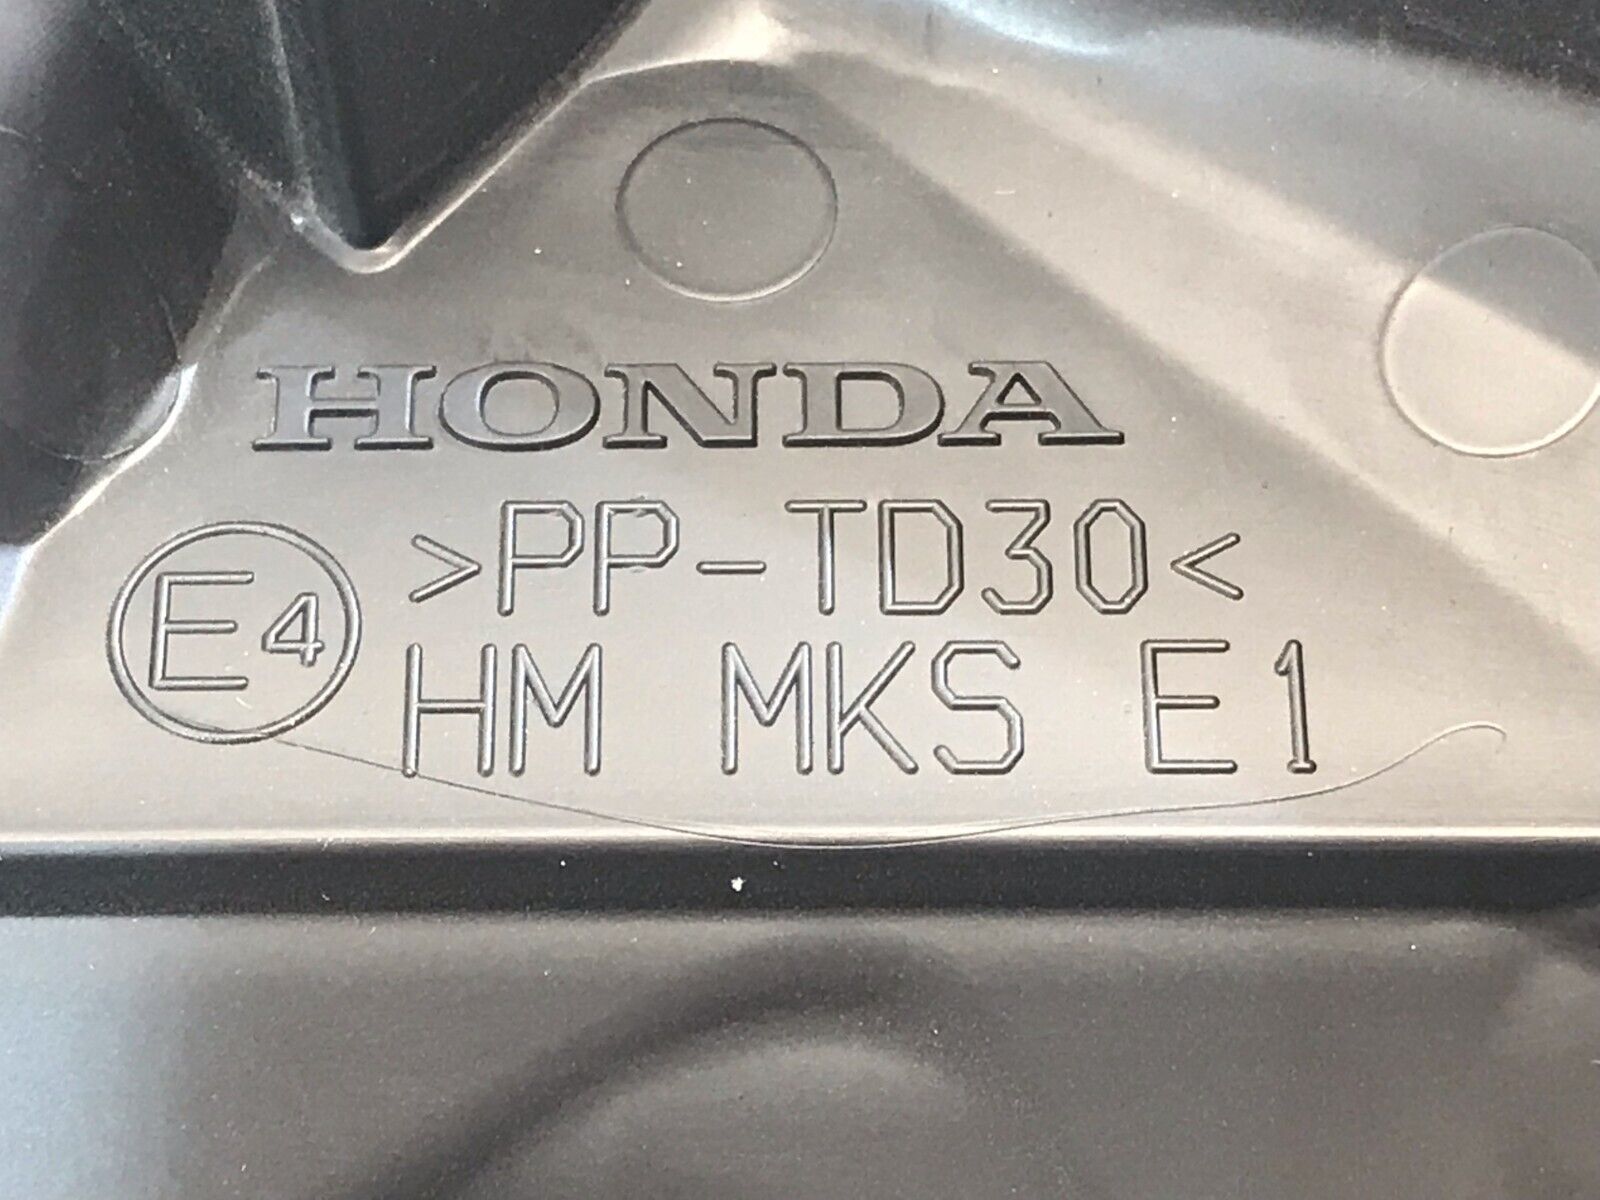 HONDA
>PP-TD30<
E4
HM MKS E1